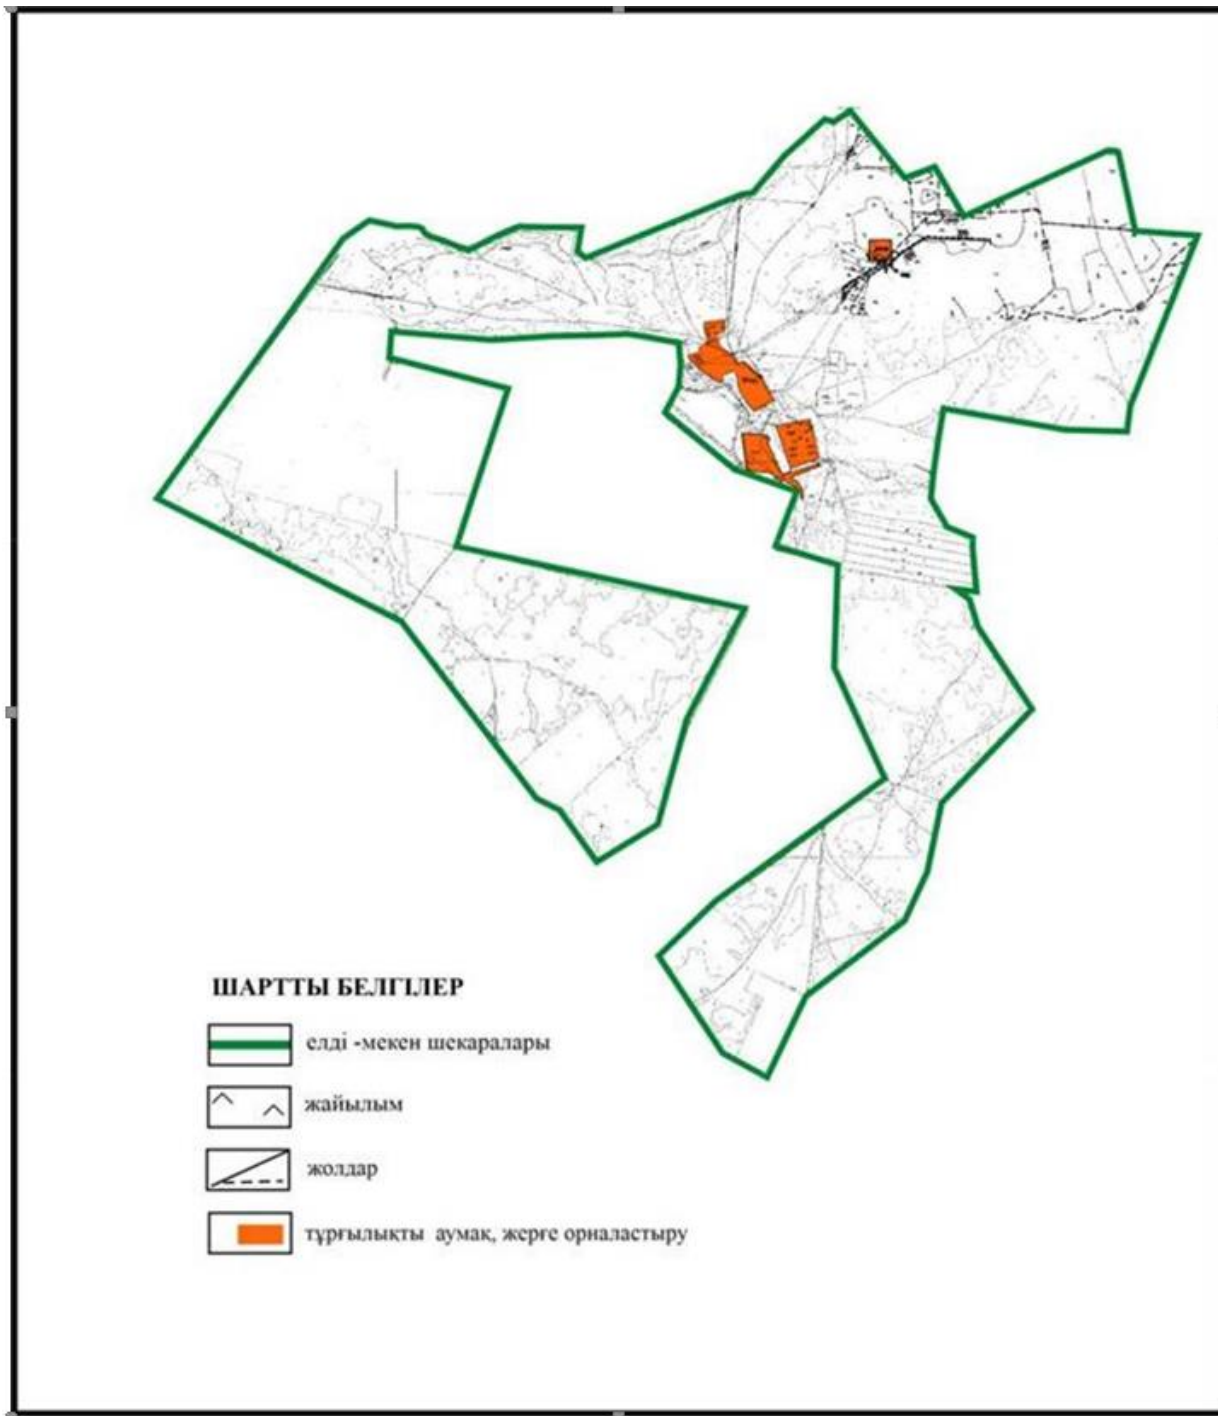 ШАРТТЫ БЕЛГІЛЕР
елді -мекен шекаралары
жайылым
жолдар
тұрғылықты аумақ, жерге орналастыру